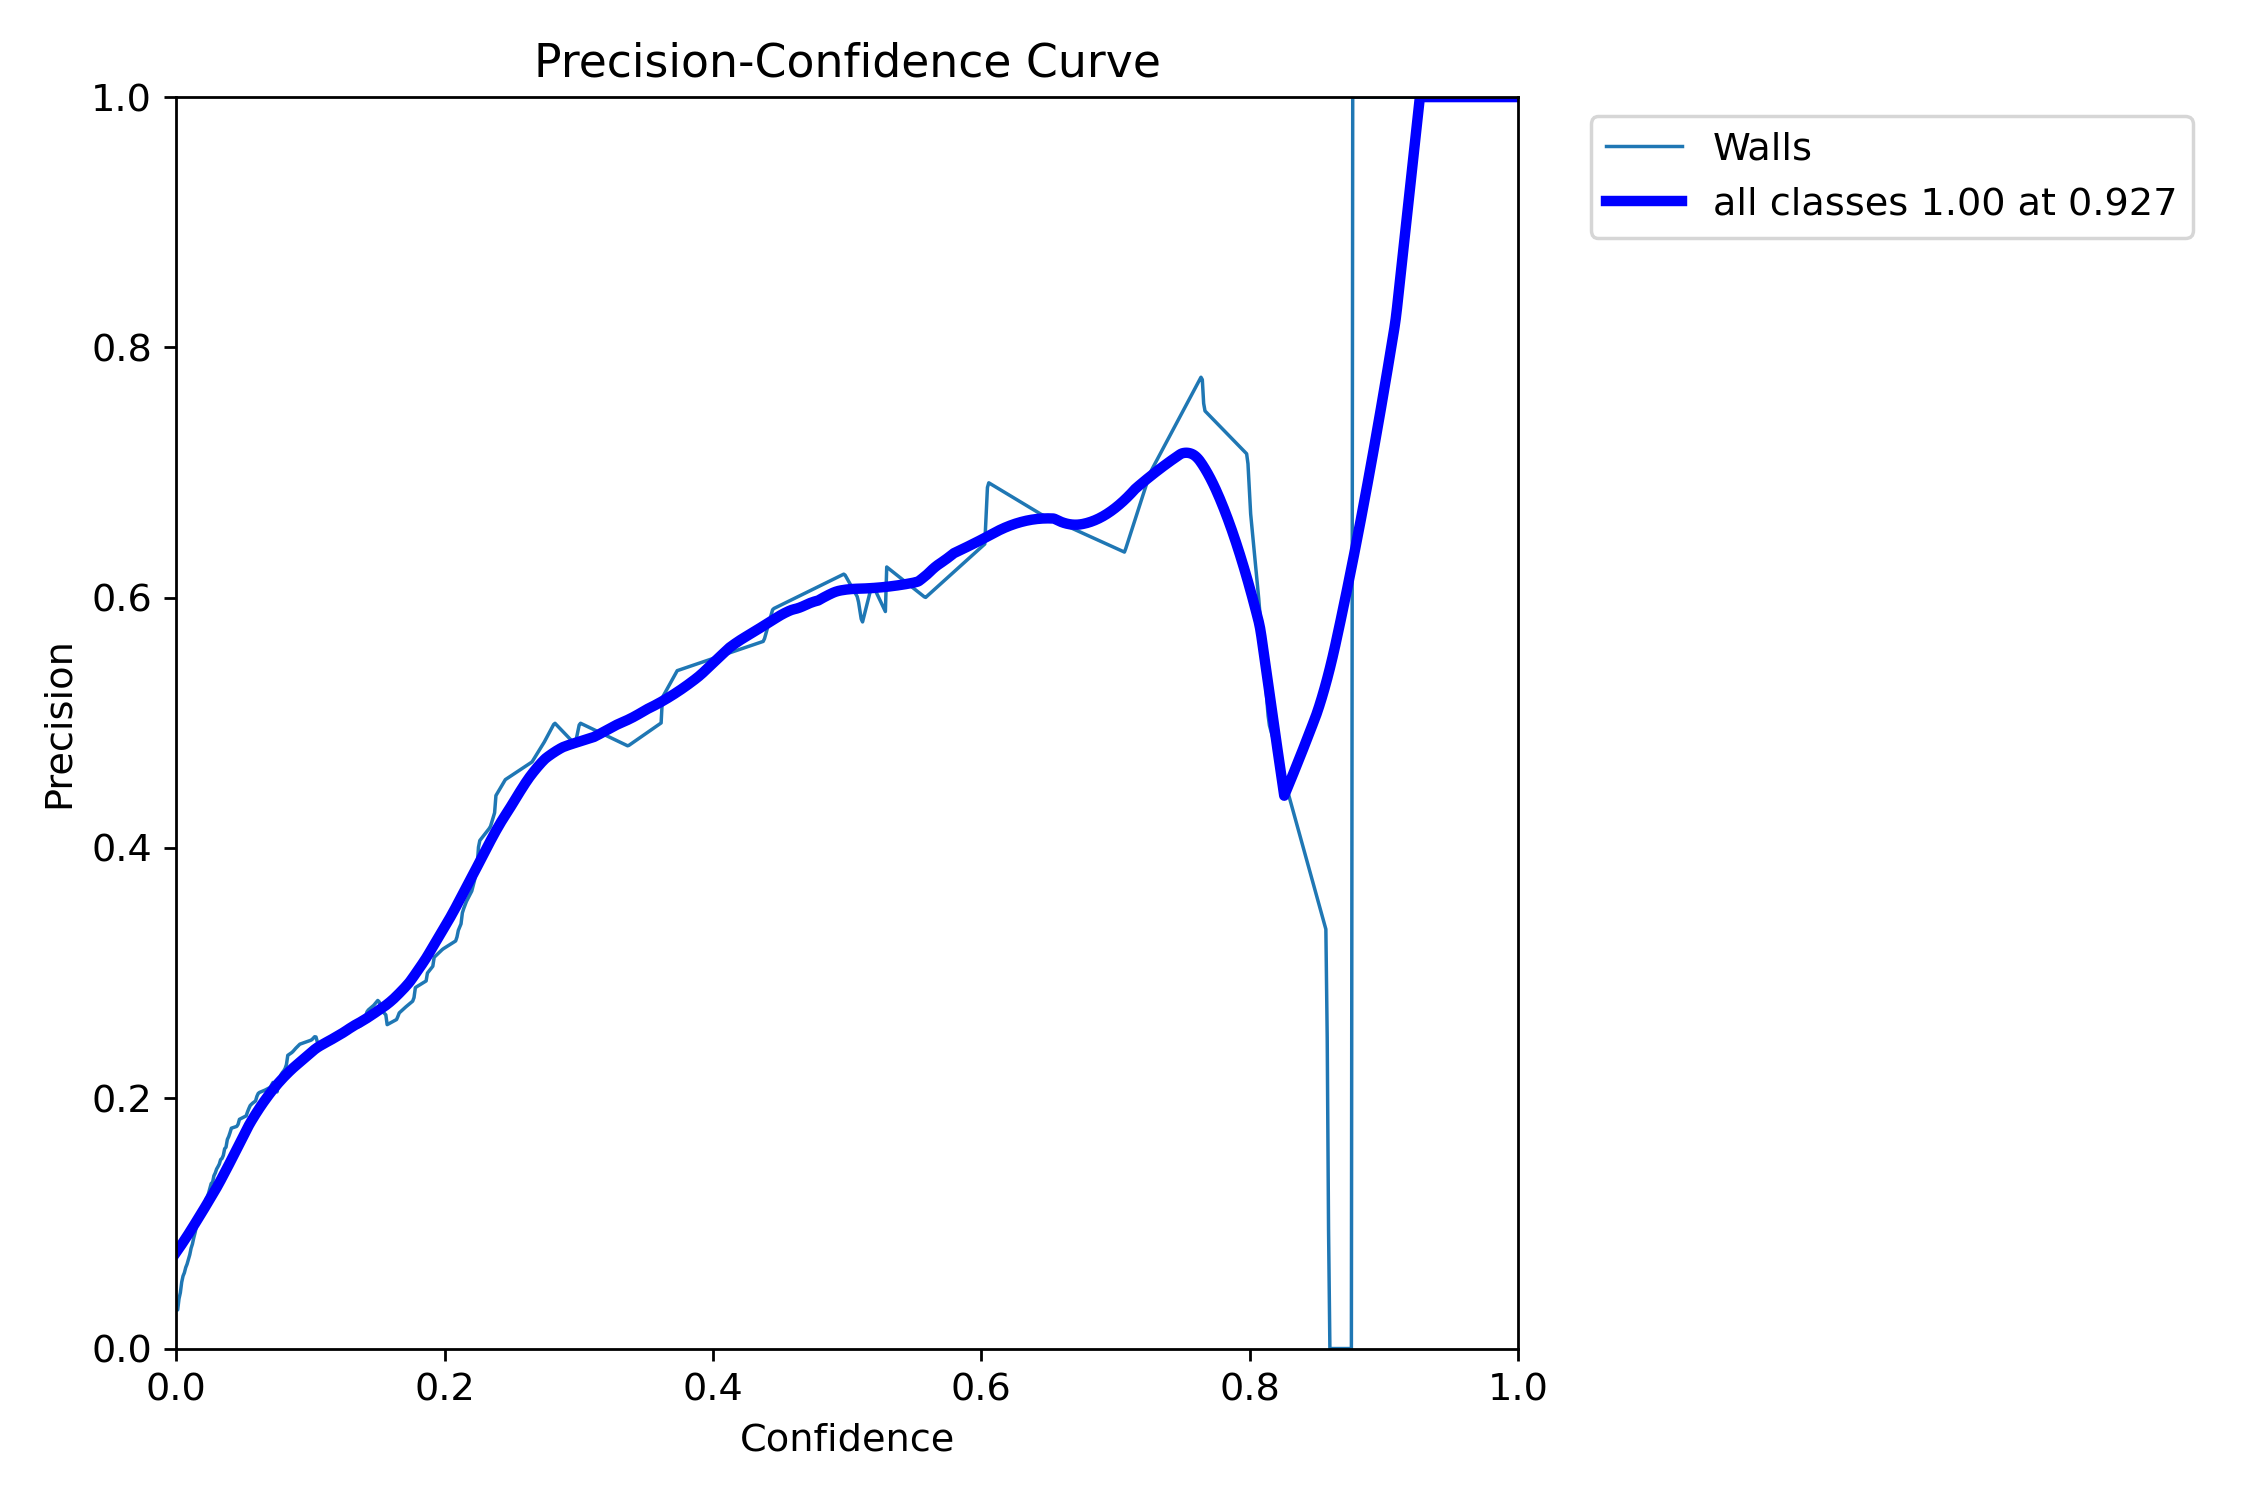 Precision-Confidence Curve
Walls
all classes 1.00 at 0.927
1.0
0.8
0.6
0.4
0.2
0.0
Precision
0.0 0.2 0.4 0.6 0.8 1.0
Confidence